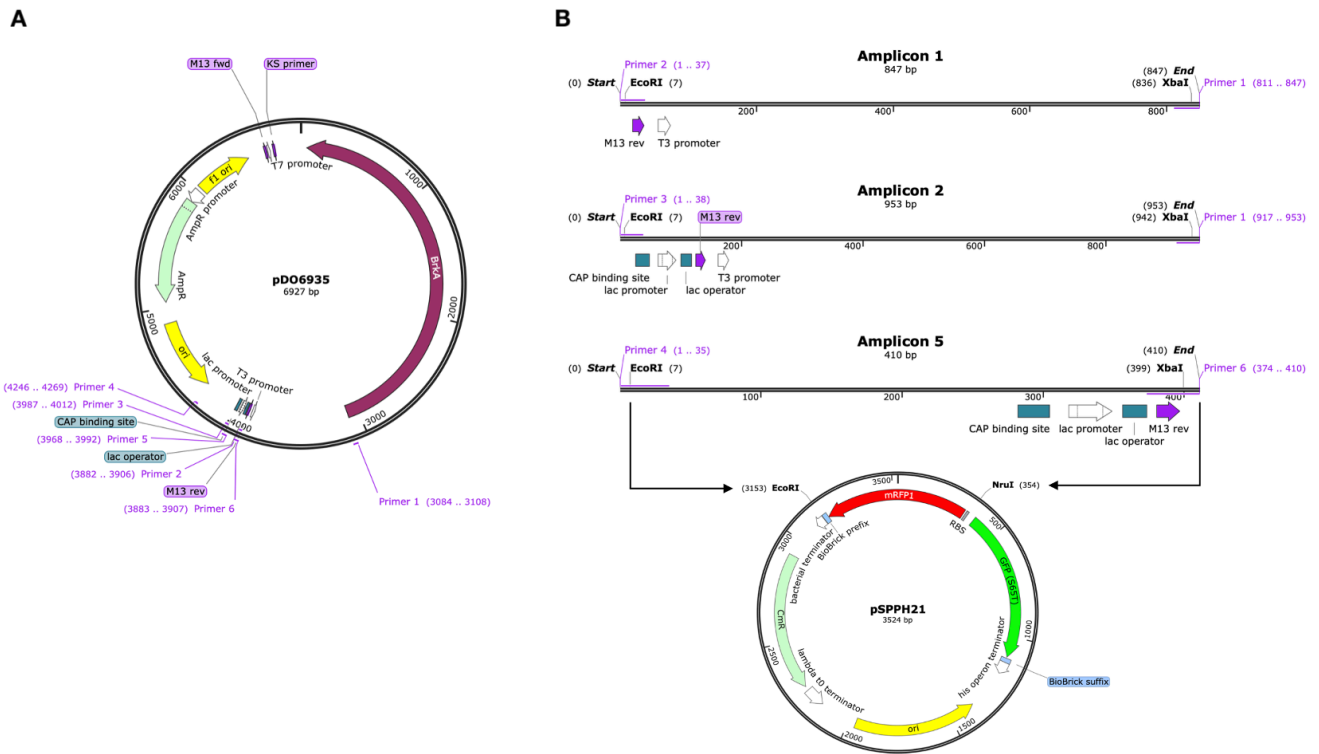 A
M13 fwd
KS primer
T7 promoter
f1 ori
6000
AmpR promoter
1000
AmpR
BrkA
pDO6935
6927 bp
5000
2000
ori
lac promoter
T3 promoter
4000
3000
(4246 .. 4269) Primer 4
(3987 .. 4012) Primer 3
CAP binding site
(3968 .. 3992) Primer 5
lac operator
(3882 .. 3906) Primer 2
M13 rev
(3883 .. 3907) Primer 6
Primer 1 (3084 .. 3108)
B
Amplicon 1
847 bp
Primer 2 (1 .. 37)
(847) End
(0) Start
EcoRI (7)
(836) XbaI
Primer 1 (811 .. 847)
200
400
600
800
M13 rev
T3 promoter
Amplicon 2
953 bp
Primer 3 (1 .. 38)
(953) End
(0) Start
EcoRI (7)
M13 rev
(942) XbaI
Primer 1 (917 .. 953)
200
400
600
800
CAP binding site
lac promoter
lac operator
T3 promoter
Amplicon 5
410 bp
Primer 4 (1 .. 35)
(410) End
(0) Start
EcoRI (7)
(399) XbaI
Primer 6 (374 .. 410)
100
200
300
400
CAP binding site
lac promoter
lac operator
M13 rev
(3153) EcoRI
3500
NruI (354)
mRFP1
BioBrick prefix
RBS
500
3000
bacterial terminator
GFP (S65T)
pSPPH21
3524 bp
CmR
1000
2500
lambda t0 terminator
his operon terminator
BioBrick suffix
ori
2000
1500